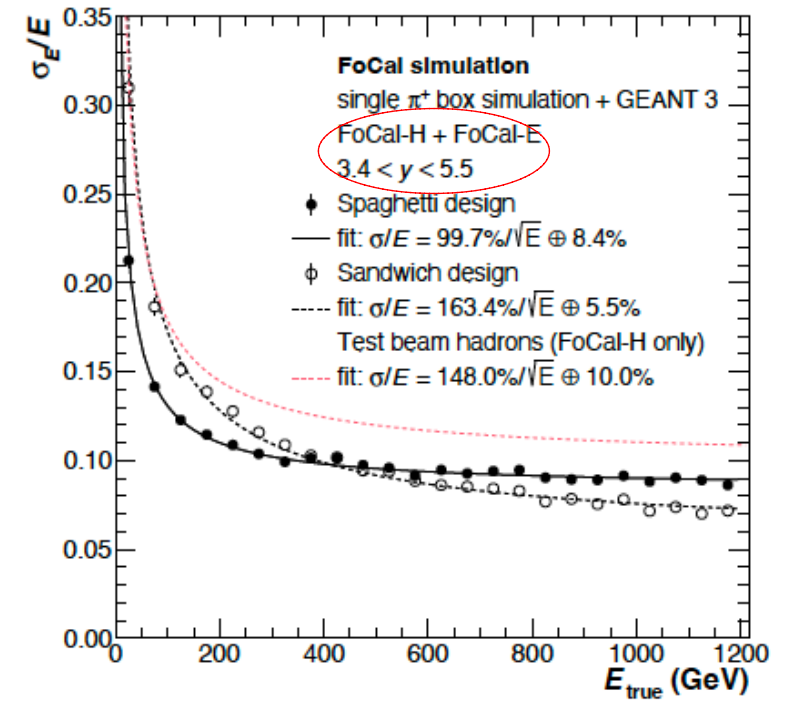 σE/E
0.35
0.30
0.25
0.20
0.15
0.10
0.05
0.00
FoCal simulation
single π+ box simulation + GEANT 3
FoCal-H + FoCal-E
3.4 < y < 5.5
Spaghetti design
fit: σ/E = 99.7%/√E ⊕ 8.4%
Sandwich design
fit: σ/E = 163.4%/√E ⊕ 5.5%
Test beam hadrons (FoCal-H only)
fit: σ/E = 148.0%/√E ⊕ 10.0%
0 200 400 600 800 1000 1200
Etrue (GeV)